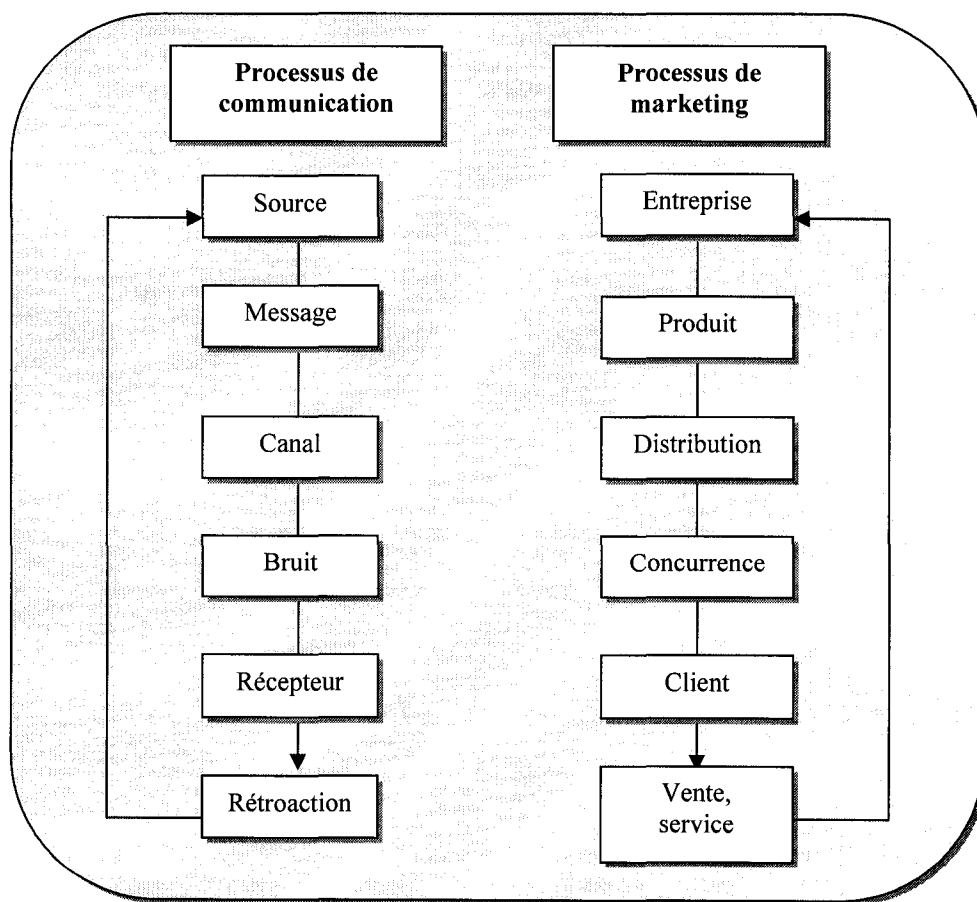 Processus de
communication
Source
Message
Canal
Bruit
Récepteur
Rétroaction
Processus de
marketing
Entreprise
Produit
Distribution
Concurrence
Client
Vente,
service